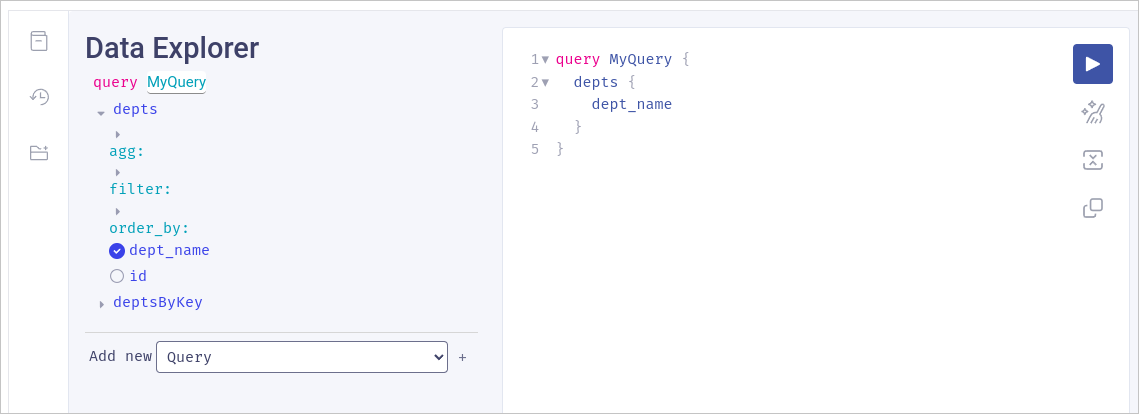 Data Explorer
query MyQuery
depts
agg:
filter:
order_by:
dept_name
id
deptsByKey
Add new Query +
1 query MyQuery {
2 depts {
3 dept_name
4 }
5 }